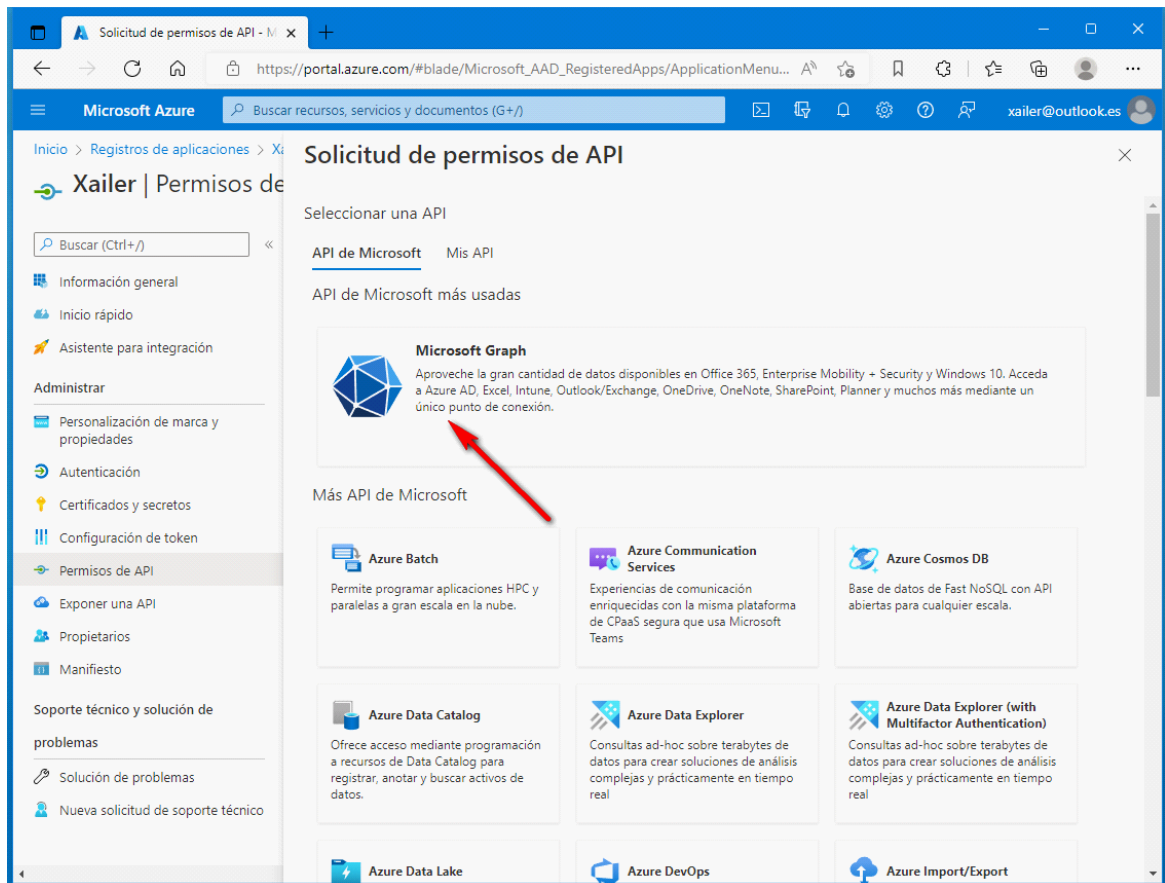 Solicitud de permisos de API - M
https://portal.azure.com/#blade/Microsoft_AAD_RegisteredApps/ApplicationMenu...
Microsoft Azure
Buscar recursos, servicios y documentos (G+/)
xailer@outlook.es
Inicio > Registros de aplicaciones > Xa
Xailer | Permisos de
Buscar (Ctrl+/)
Información general
Inicio rápido
Asistente para integración
Administrar
Personalización de marca y
propiedades
Autenticación
Certificados y secretos
Configuración de token
Permisos de API
Exponer una API
Propietarios
Manifiesto
Soporte técnico y solución de
problemas
Solución de problemas
Nueva solicitud de soporte técnico
Solicitud de permisos de API
Seleccionar una API
API de Microsoft Mis API
API de Microsoft más usadas
Microsoft Graph
Aproveche la gran cantidad de datos disponibles en Office 365, Enterprise Mobility + Security y Windows 10. Acceda
a Azure AD, Excel, Intune, Outlook/Exchange, OneDrive, OneNote, SharePoint, Planner y muchos más mediante un
único punto de conexión.
Más API de Microsoft
Azure Batch
Permite programar aplicaciones HPC y
paralelas a gran escala en la nube.
Azure Communication
Services
Experiencias de comunicación
enriquecidas con la misma plataforma
de CPaaS segura que usa Microsoft
Teams
Azure Cosmos DB
Base de datos de Fast NoSQL con API
abiertas para cualquier escala.
Azure Data Catalog
Ofrece acceso mediante programación
a recursos de Data Catalog para
registrar, anotar y buscar activos de
datos.
Azure Data Explorer
Consultas ad-hoc sobre terabytes de
datos para crear soluciones de análisis
complejas y prácticamente en tiempo
real
Azure Data Explorer (with
Multifactor Authentication)
Consultas ad-hoc sobre terabytes de
datos para crear soluciones de análisis
complejas y prácticamente en tiempo
real
Azure Data Lake
Azure DevOps
Azure Import/Export